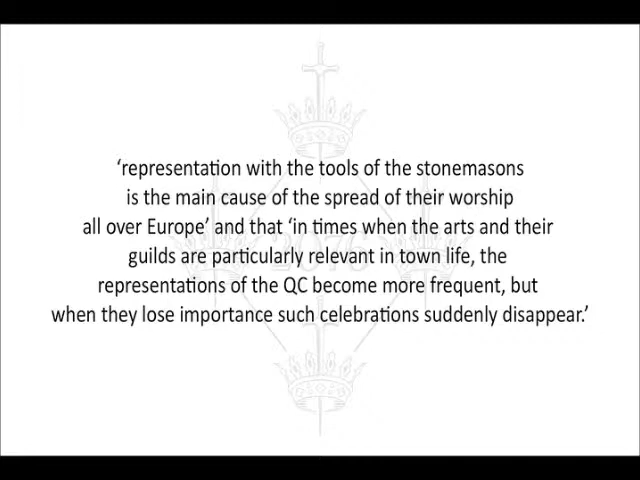 ‘representation with the tools of the stonemasons
is the main cause of the spread of their worship
all over Europe’ and that ‘in times when the arts and their
guilds are particularly relevant in town life, the
representations of the QC become more frequent, but
when they lose importance such celebrations suddenly disappear.’
2076